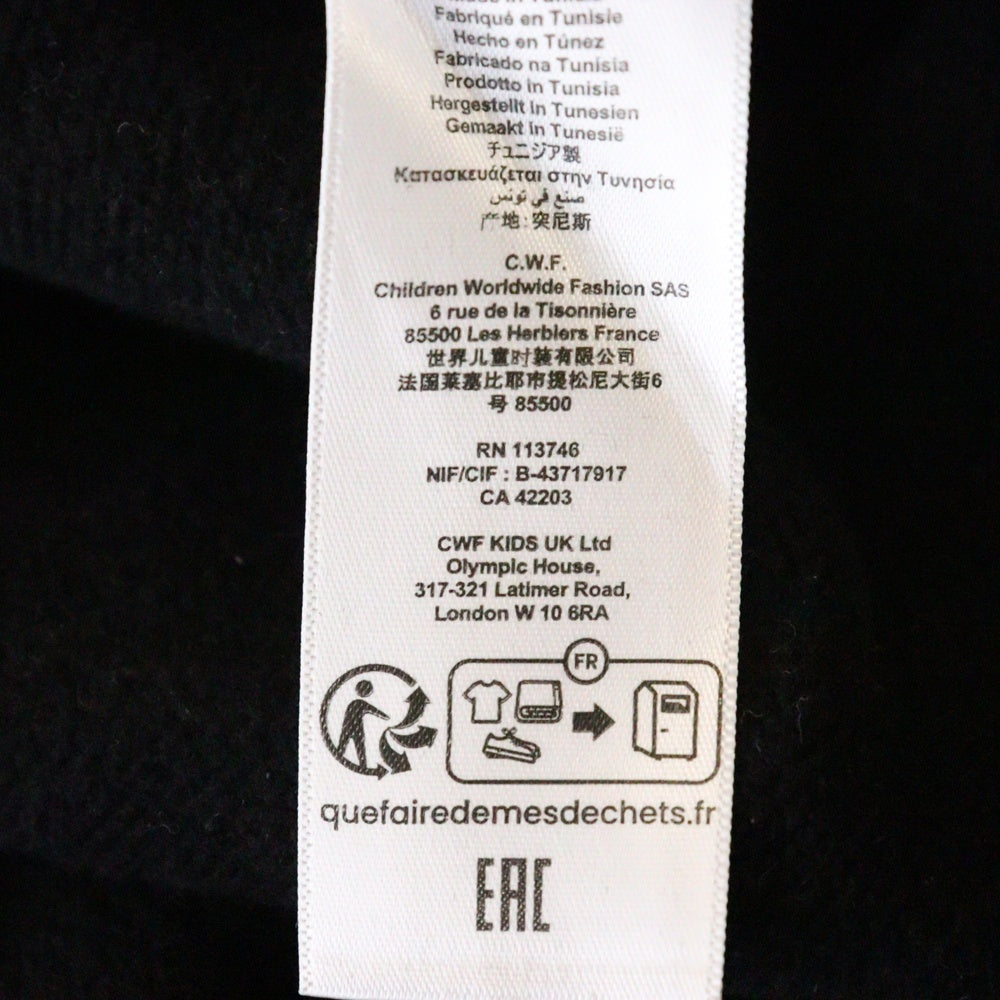 Fabriqué en Tunisie
Hecho en Túnez
Fabricado na Tunisia
Prodotto in Tunisia
Hergestellt in Tunesien
Gemaakt in Tunesië
チュニジア製
Κατασκευάζεται στην Τυνησία
صنع في تونس
产地:突尼斯
C.W.F.
Children Worldwide Fashion SAS
6 rue de la Tisonnière
85500 Les Herbiers France
世界儿童时装有限公司
法国莱塞比耶市提松尼大街6
号 85500
RN 113746
NIF/CIF : B-43717917
CA 42203
CWF KIDS UK Ltd
Olympic House,
317-321 Latimer Road,
London W 10 6RA
FR
quefairedemesdechets.fr
EAC